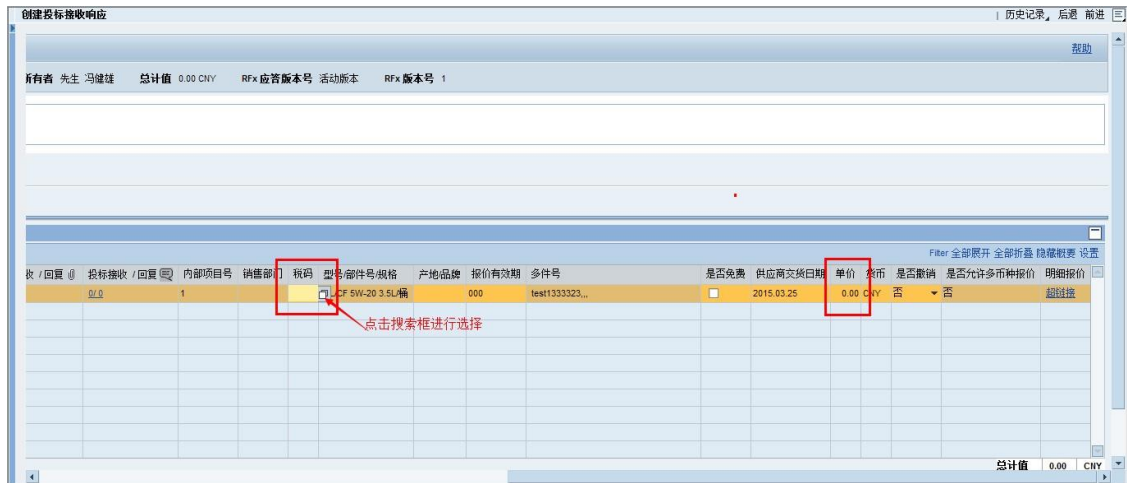 创建投标接收响应
| 历史记录 后退 前进
帮助
所有者 先生 冯健雄 总计值 0.00 CNY RFx 应答版本号 活动版本 RFx 版本号 1
Filter 全部展开 全部折叠 隐藏概要 设置
收 / 回复 投标接收 / 回复 内部项目号 销售部门 税码 型号/部件号/规格 产地/品牌 报价有效期 多件号 是否免费 供应商交货日期 单价 货币 是否撤销 是否允许多币种报价 明细报价
0/ 0 1 /CF 5W-20 3.5L/桶 000 test1333323,,, 2015.03.25 0.00 CNY 否 否 超链接
点击搜索框进行选择
总计值 0.00 CNY